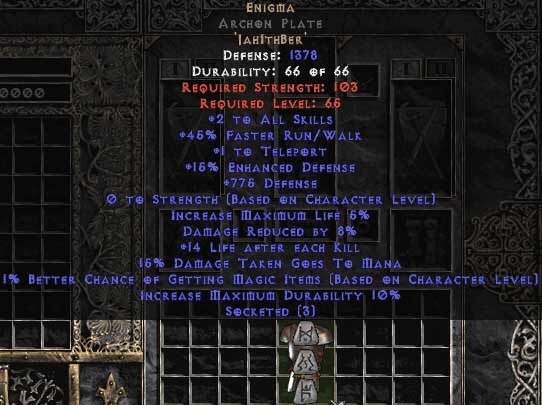 Enigma
Archon Plate
'JahIthBer'
Defense: 1378
Durability: 66 of 66
Required Strength: 103
Required Level: 65
+2 to All Skills
+45% Faster Run/Walk
+1 to Teleport
+15% Enhanced Defense
+775 Defense
0 to Strength (Based on Character Level)
Increase Maximum Life 5%
Damage Reduced by 8%
+14 Life after each Kill
15% Damage Taken Goes To Mana
1% Better Chance of Getting Magic Items (Based on Character Level)
Increase Maximum Durability 10%
Socketed (3)